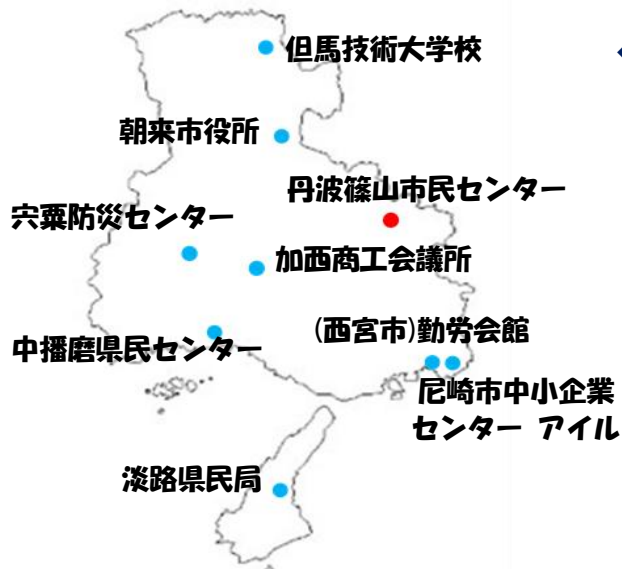 但馬技術大学校
朝来市役所
丹波篠山市民センター
宍粟防災センター
加西商工会議所
(西宮市)勤労会館
中播磨県民センター
尼崎市中小企業
センター アイル
淡路県民局